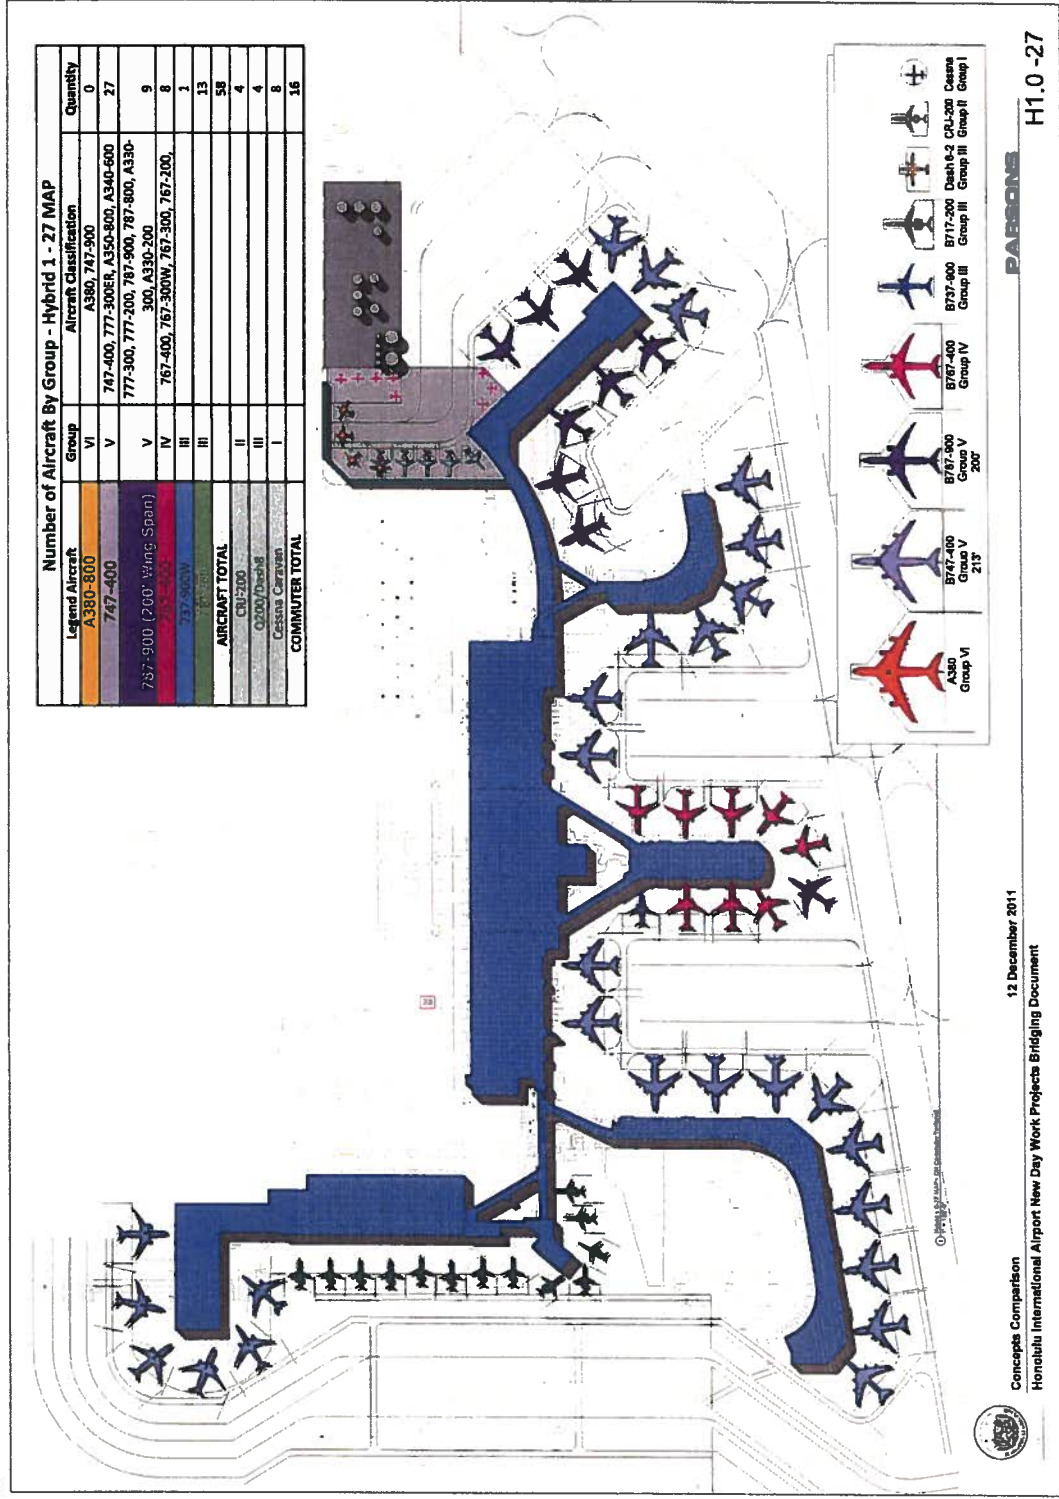 Number of Aircraft By Group - Hybrid 1 - 27 MAP
Legend Aircraft Group Aircraft Classification Quantity
A380-800 VI A380, 747-900 0
747-400 V 747-400, 777-300ER, A350-800, A340-600 27
787-900 (200' Wing Span) V 777-300, 777-200, 787-900, 787-800, A330-
300, A330-200 9
IV 767-400, 767-300W, 767-300, 767-200, 8
737-900W III 1
III 13
AIRCRAFT TOTAL 58
CRJ-200 II 4
Q200/Dash8 III 4
Cessna Caravan I 8
COMMUTER TOTAL 16
A380
Group VI
B747-400
Group V
213'
B787-900
Group V
200'
B767-400
Group IV
B737-900
Group III
B717-200
Group III
Dash 8-2
Group III
CRJ-200
Group II
Cessna
Group I
PARSONS
Concepts Comparison
12 December 2011
Honolulu International Airport New Day Work Projects Bridging Document
H1.0 -27